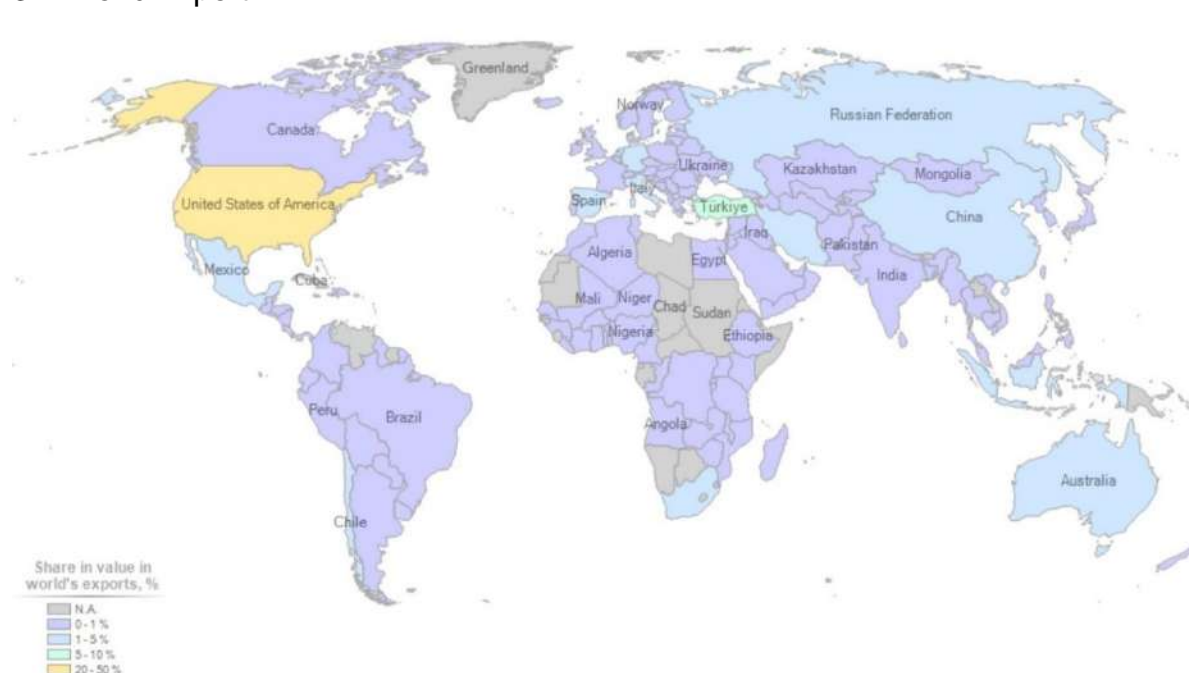 Greenland
Norway
Russian Federation
Canada
Ukraine
Kazakhstan
Mongolia
Italy
Spain
Türkiye
United States of America
China
Iraq
Pakistan
Algeria
Egypt
India
Mexico
Cuba
Mali
Niger
Chad
Sudan
Nigeria
Ethiopia
Peru
Brazil
Angola
Australia
Chile
Share in value in
world's exports, %
N.A.
0 - 1 %
1 - 5 %
5 - 10 %
20 - 50 %